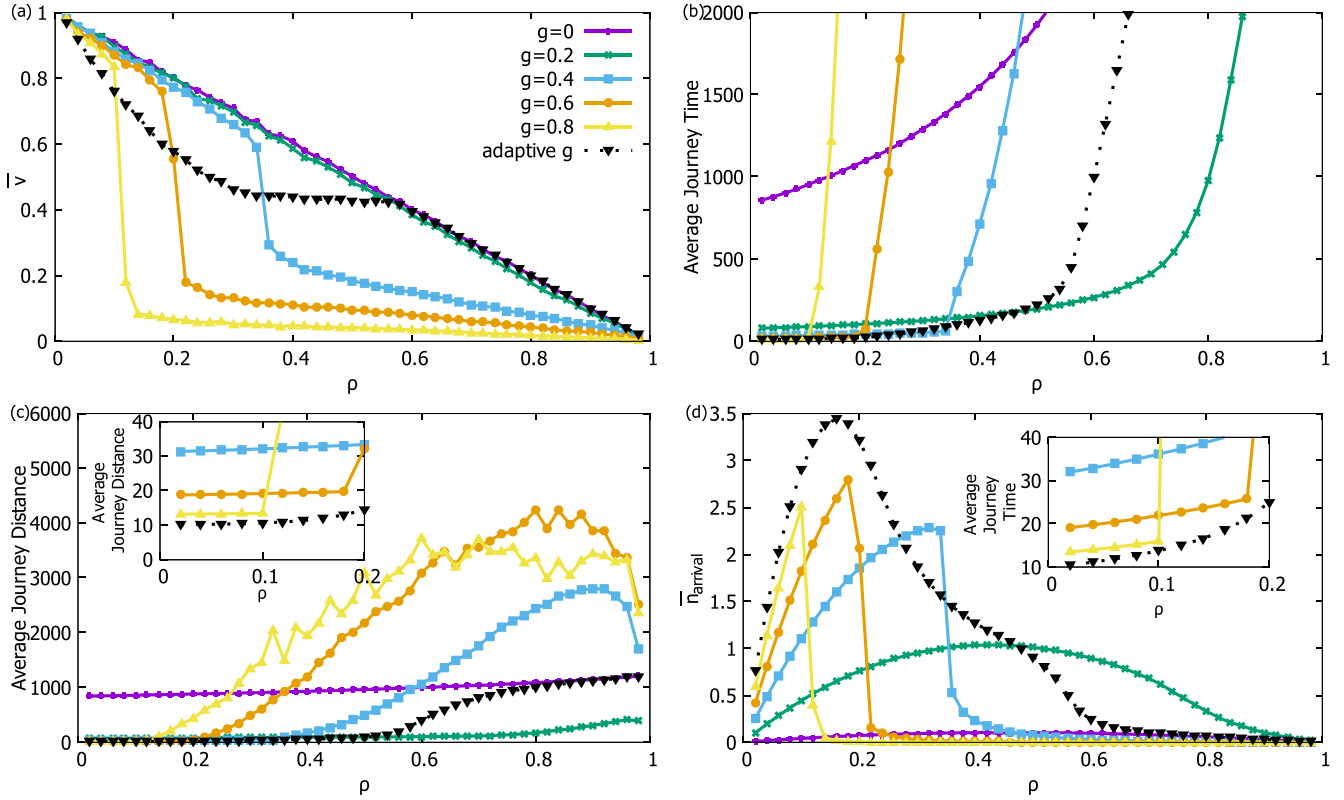 (a)
1
0.8
0.6
0.4
0.2
0
v
0 0.2 0.4 0.6 0.8 1
ρ
g=0
g=0.2
g=0.4
g=0.6
g=0.8
adaptive g
(b)
2000
1500
1000
500
0
Average Journey Time
0 0.2 0.4 0.6 0.8 1
ρ
(c)
6000
5000
4000
3000
2000
1000
0
Average Journey Distance
0 0.2 0.4 0.6 0.8 1
ρ
40
30
20
10
0
Average
Journey Distance
0 0.1 0.2
ρ
(d)
3.5
3
2.5
2
1.5
1
0.5
0
n̅arrival
0 0.2 0.4 0.6 0.8 1
ρ
40
30
20
10
Average
Journey
Time
0 0.1 0.2
ρ